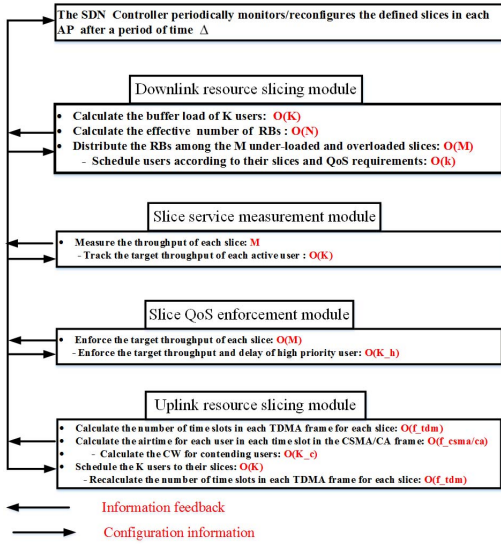 The SDN Controller periodically monitors/reconfigures the defined slices in each
AP after a period of time Δ
Downlink resource slicing module
• Calculate the buffer load of K users: O(K)
• Calculate the effective number of RBs : O(N)
• Distribute the RBs among the M under-loaded and overloaded slices: O(M)
- Schedule users according to their slices and QoS requirements: O(k)
Slice service measurement module
• Measure the throughput of each slice: M
- Track the target throughput of each active user : O(K)
Slice QoS enforcement module
• Enforce the target throughput of each slice: O(M)
- Enforce the target throughput and delay of high priority user: O(K_h)
Uplink resource slicing module
• Calculate the number of time slots in each TDMA frame for each slice: O(f_tdm)
• Calculate the airtime for each user in each time slot in the CSMA/CA frame: O(f_csma/ca)
• - Calculate the CW for contending users: O(K_c)
• Schedule the K users to their slices: O(K)
- Recalculate the number of time slots in each TDMA frame for each slice: O(f_tdm)
Information feedback
Configuration information